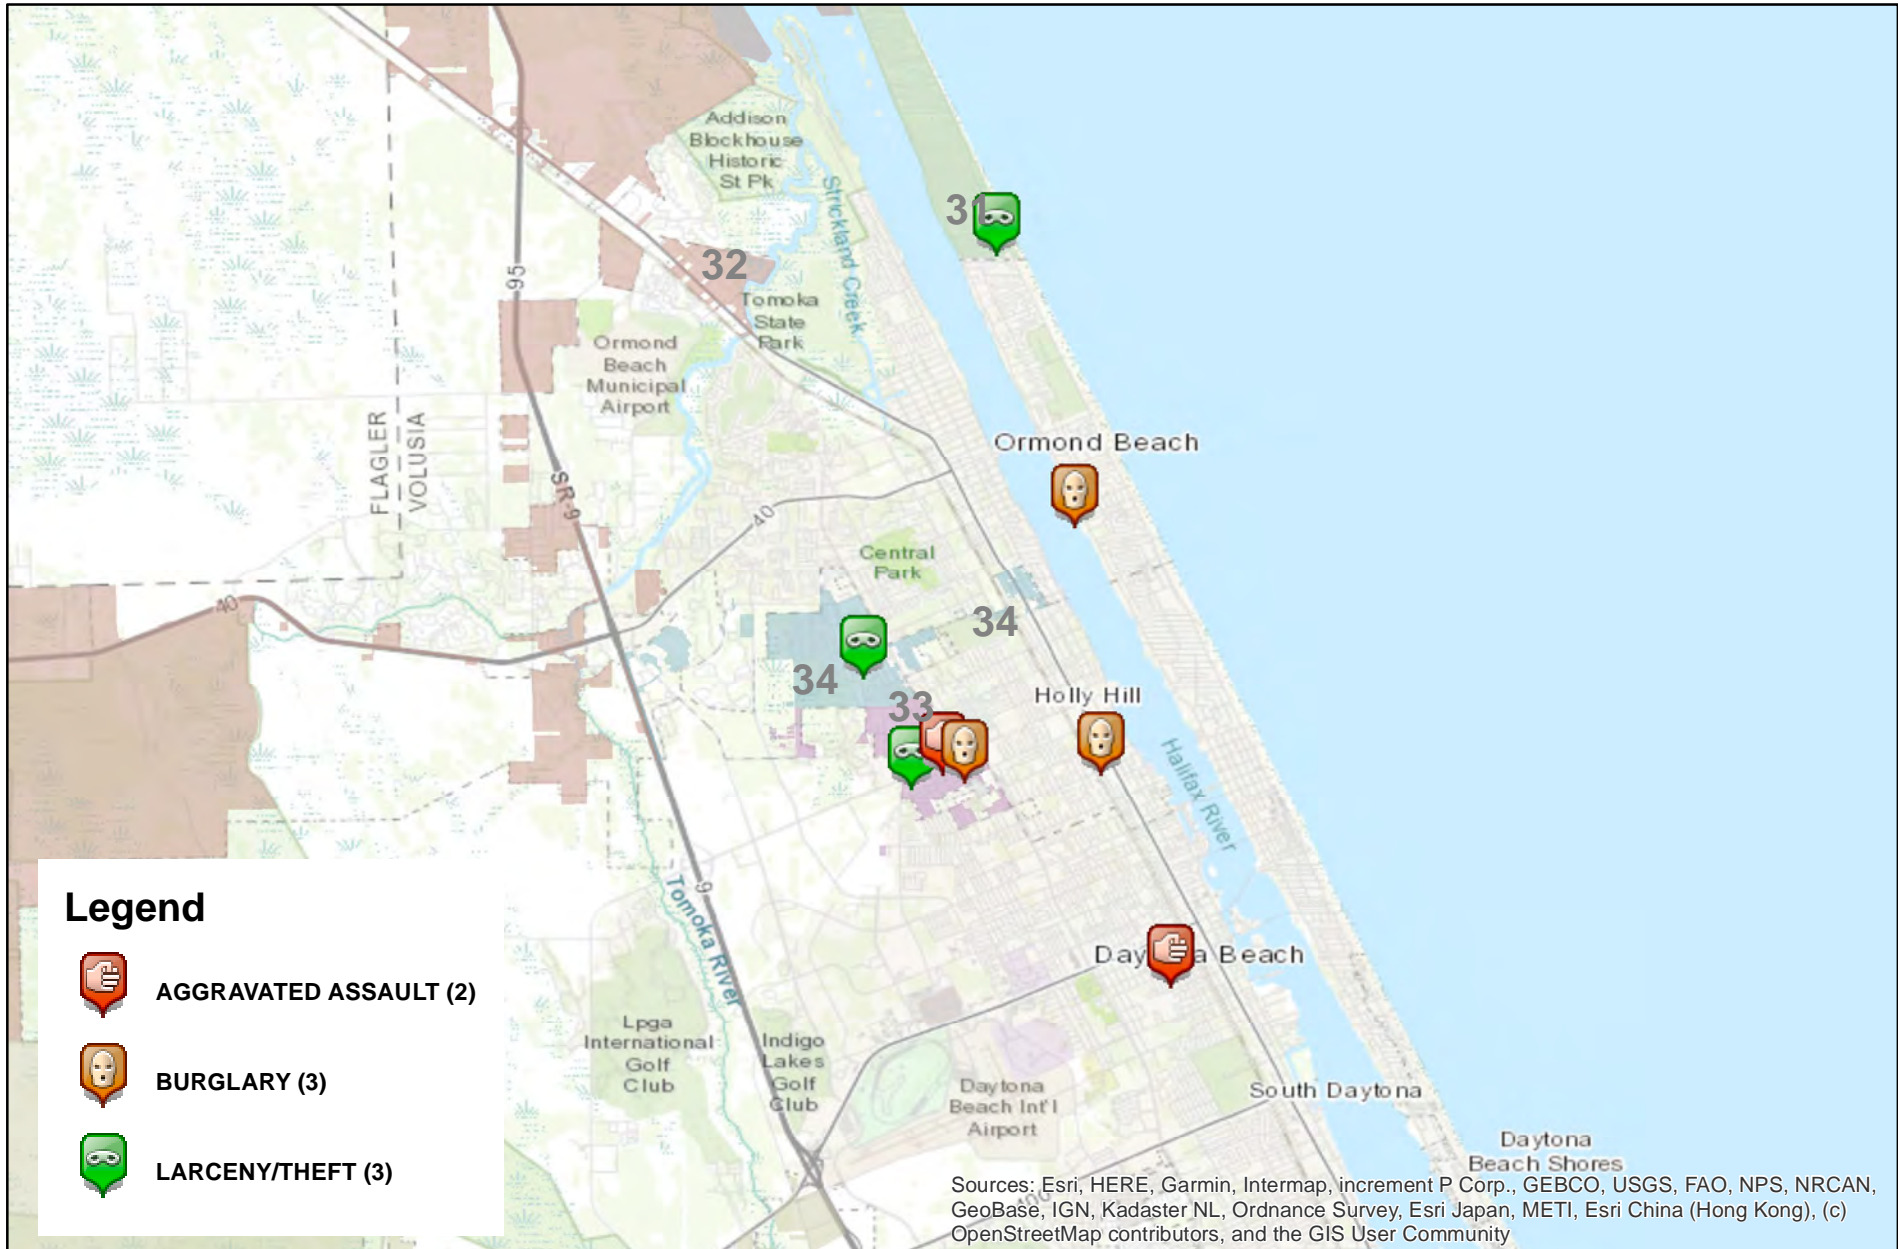 Addison
Blockhouse
Historic
St Pk
Strickland Creek
31
32
95
Tomoka
State
Park
Ormond
Beach
Municipal
Airport
FLAGLER
VOLUSIA
Ormond Beach
SR-9
40
Central
Park
40
34
34
33
Holly Hill
Halifax River
Legend
9
Tomoka River
AGGRAVATED ASSAULT (2)
BURGLARY (3)
LARCENY/THEFT (3)
Beach
Lpga
International
Golf
Club
Indigo
Lakes
Golf
Club
Daytona
Beach Int'l
Airport
South Daytona
Daytona
Beach Shores
400
Sources: Esri, HERE, Garmin, Intermap, increment P Corp., GEBCO, USGS, FAO, NPS, NRCAN,
GeoBase, IGN, Kadaster NL, Ordnance Survey, Esri Japan, METI, Esri China (Hong Kong), (c)
OpenStreetMap contributors, and the GIS User Community